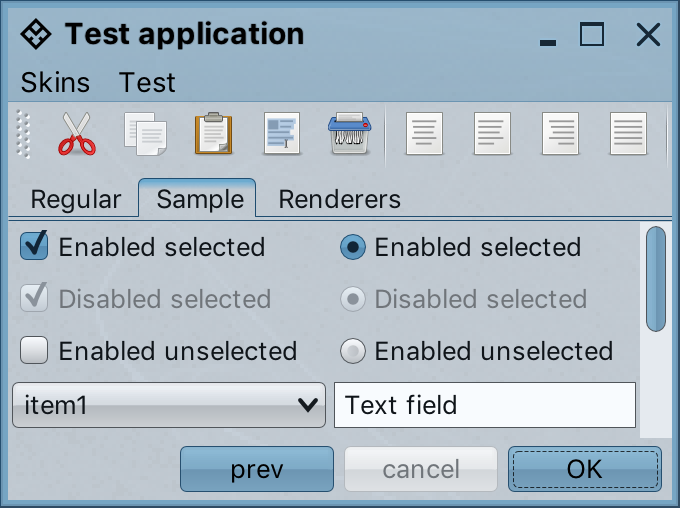 Test application
Skins Test
Regular Sample Renderers
Enabled selected Enabled selected
Disabled selected Disabled selected
Enabled unselected Enabled unselected
item1 Text field
prev cancel OK